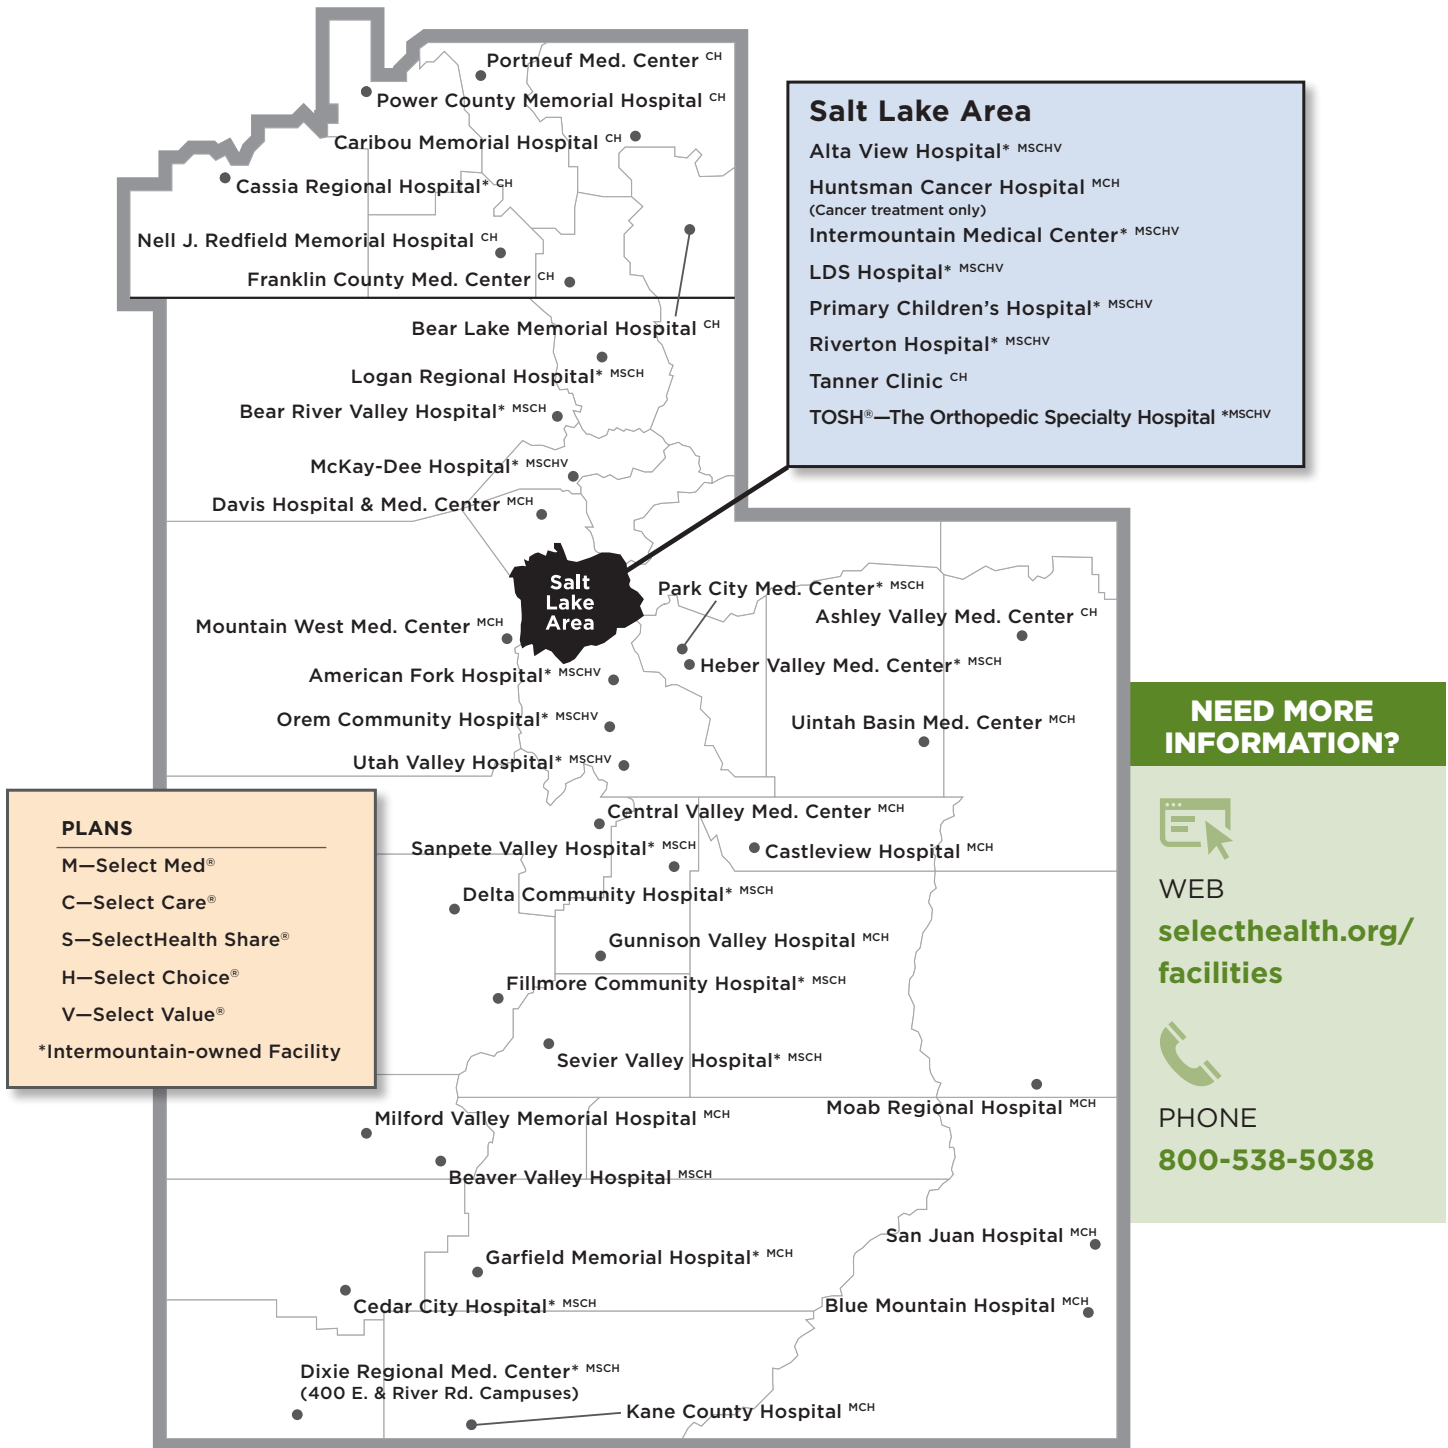 Portneuf Med. Center CH
Power County Memorial Hospital CH
Caribou Memorial Hospital CH
Cassia Regional Hospital* CH
Nell J. Redfield Memorial Hospital CH
Franklin County Med. Center CH
Bear Lake Memorial Hospital CH
Logan Regional Hospital* MSCH
Bear River Valley Hospital* MSCH
McKay-Dee Hospital* MSCHV
Davis Hospital & Med. Center MCH
Salt Lake Area
Alta View Hospital* MSCHV
Huntsman Cancer Hospital MCH
(Cancer treatment only)
Intermountain Medical Center* MSCHV
LDS Hospital* MSCHV
Primary Children's Hospital* MSCHV
Riverton Hospital* MSCHV
Tanner Clinic CH
TOSH®—The Orthopedic Specialty Hospital *MSCHV
Salt
Lake
Area
Park City Med. Center* MSCH
Ashley Valley Med. Center CH
Mountain West Med. Center MCH
Heber Valley Med. Center* MSCH
American Fork Hospital* MSCHV
Orem Community Hospital* MSCHV
Uintah Basin Med. Center MCH
Utah Valley Hospital* MSCHV
Central Valley Med. Center MCH
Sanpete Valley Hospital* MSCH
Castleview Hospital MCH
Delta Community Hospital* MSCH
Gunnison Valley Hospital MCH
Fillmore Community Hospital* MSCH
Sevier Valley Hospital* MSCH
Moab Regional Hospital MCH
Milford Valley Memorial Hospital MCH
Beaver Valley Hospital MSCH
San Juan Hospital MCH
Garfield Memorial Hospital* MCH
Cedar City Hospital* MSCH
Blue Mountain Hospital MCH
Dixie Regional Med. Center* MSCH
(400 E. & River Rd. Campuses)
Kane County Hospital MCH
PLANS
M—Select Med®
C—Select Care®
S—SelectHealth Share®
H—Select Choice®
V—Select Value®
*Intermountain-owned Facility
NEED MORE
INFORMATION?
WEB
selecthealth.org/
facilities
PHONE
800-538-5038